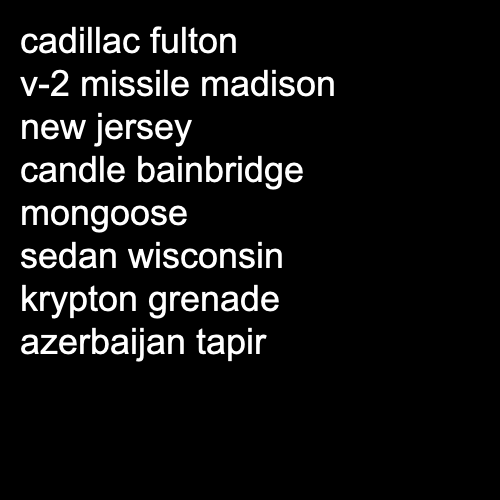 cadillac fulton
v-2 missile madison
new jersey
candle bainbridge
mongoose
sedan wisconsin
krypton grenade
azerbaijan tapir